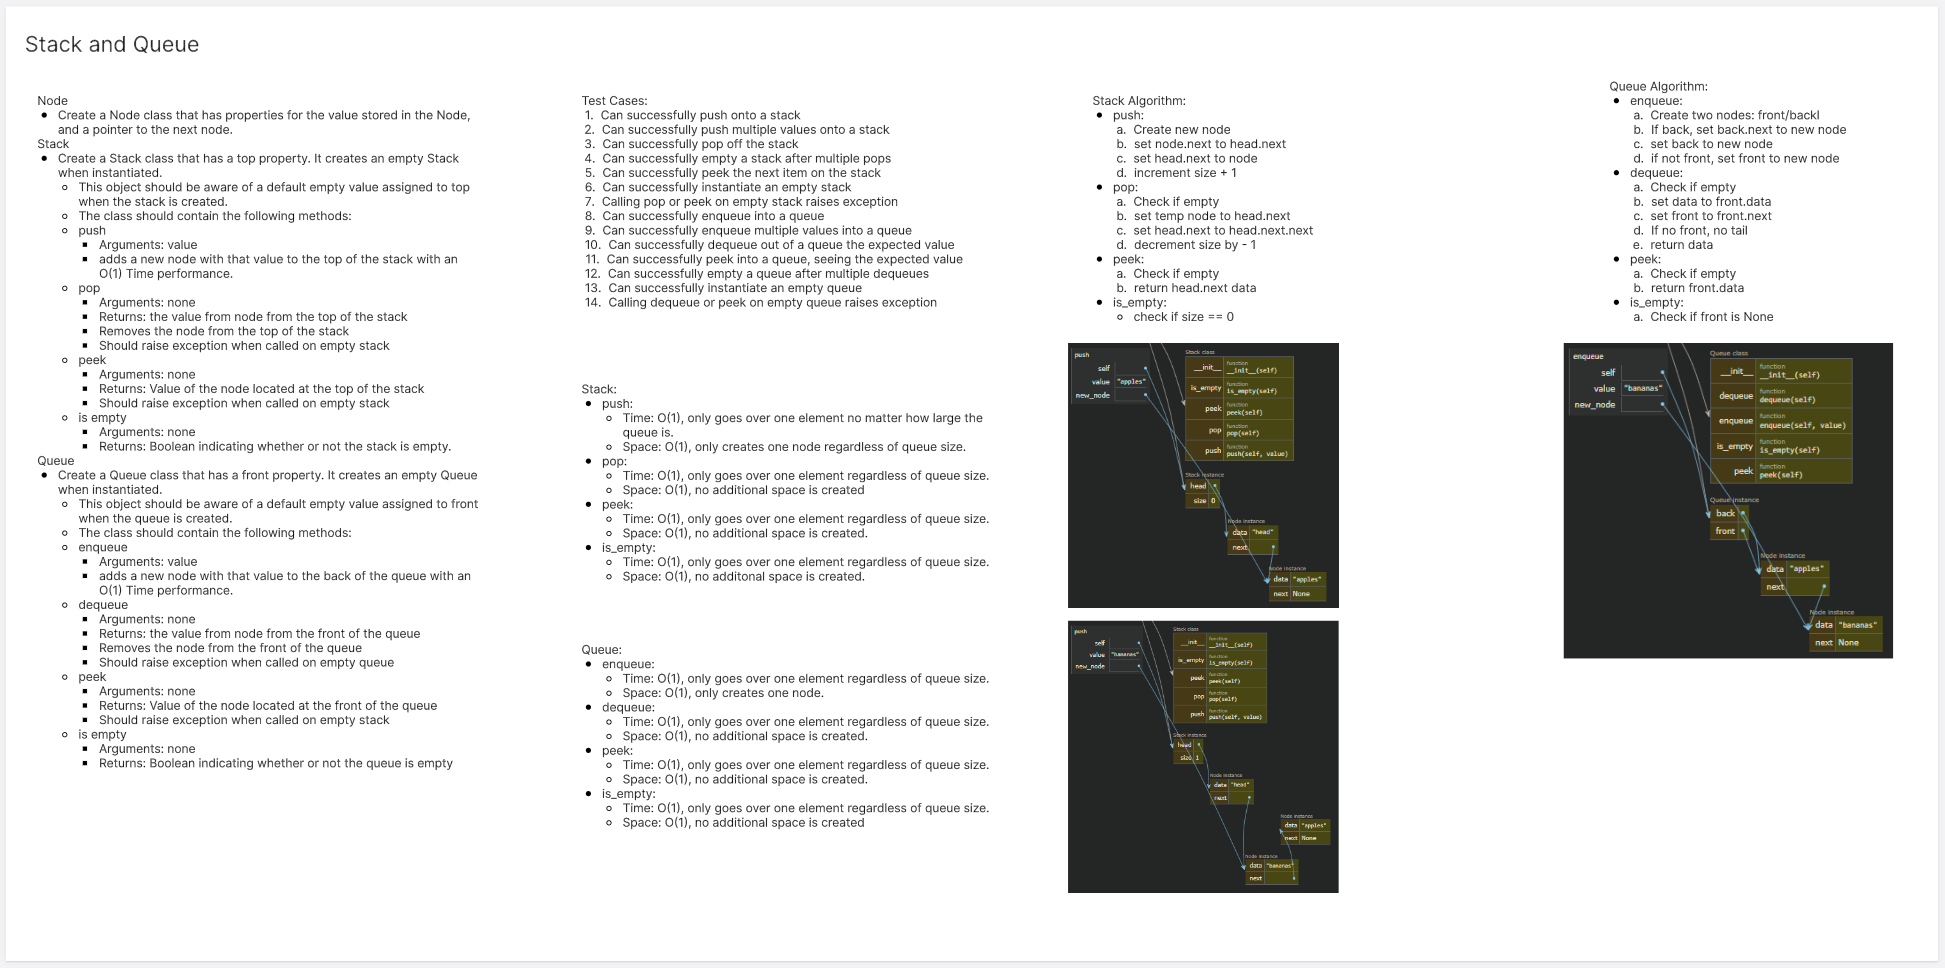 Stack and Queue
Node
Create a Node class that has properties for the value stored in the Node,
and a pointer to the next node.
Stack
Create a Stack class that has a top property. It creates an empty Stack
when instantiated.
This object should be aware of a default empty value assigned to top
when the stack is created.
The class should contain the following methods:
push
Arguments: value
adds a new node with that value to the top of the stack with an
O(1) Time performance.
pop
Arguments: none
Returns: the value from node from the top of the stack
Removes the node from the top of the stack
Should raise exception when called on empty stack
peek
Arguments: none
Returns: Value of the node located at the top of the stack
Should raise exception when called on empty stack
is empty
Arguments: none
Returns: Boolean indicating whether or not the stack is empty.
Queue
Create a Queue class that has a front property. It creates an empty Queue
when instantiated.
This object should be aware of a default empty value assigned to front
when the queue is created.
The class should contain the following methods:
enqueue
Arguments: value
adds a new node with that value to the back of the queue with an
O(1) Time performance.
dequeue
Arguments: none
Returns: the value from node from the front of the queue
Removes the node from the front of the queue
Should raise exception when called on empty queue
peek
Arguments: none
Returns: Value of the node located at the front of the queue
Should raise exception when called on empty stack
is empty
Arguments: none
Returns: Boolean indicating whether or not the queue is empty
Test Cases:
1. Can successfully push onto a stack
2. Can successfully push multiple values onto a stack
3. Can successfully pop off the stack
4. Can successfully empty a stack after multiple pops
5. Can successfully peek the next item on the stack
6. Can successfully instantiate an empty stack
7. Calling pop or peek on empty stack raises exception
8. Can successfully enqueue into a queue
9. Can successfully enqueue multiple values into a queue
10. Can successfully dequeue out of a queue the expected value
11. Can successfully peek into a queue, seeing the expected value
12. Can successfully empty a queue after multiple dequeues
13. Can successfully instantiate an empty queue
14. Calling dequeue or peek on empty queue raises exception
Stack:
push:
Time: O(1), only goes over one element no matter how large the
queue is.
Space: O(1), only creates one node regardless of queue size.
pop:
Time: O(1), only goes over one element regardless of queue size.
Space: O(1), no additional space is created
peek:
Time: O(1), only goes over one element regardless of queue size.
Space: O(1), no additional space is created.
is_empty:
Time: O(1), only goes over one element regardless of queue size.
Space: O(1), no additonal space is created.
Queue:
enqueue:
Time: O(1), only goes over one element regardless of queue size.
Space: O(1), only creates one node.
dequeue:
Time: O(1), only goes over one element regardless of queue size.
Space: O(1), no additional space is created.
peek:
Time: O(1), only goes over one element regardless of queue size.
Space: O(1), no additional space is created.
is_empty:
Time: O(1), only goes over one element regardless of queue size.
Space: O(1), no additional space is created
Stack Algorithm:
push:
a. Create new node
b. set node.next to head.next
c. set head.next to node
d. increment size + 1
pop:
a. Check if empty
b. set temp node to head.next
c. set head.next to head.next.next
d. decrement size by - 1
peek:
a. Check if empty
b. return head.next data
is_empty:
check if size == 0
push
self
value "apples"
new_node
Stack class
__init__ function
__init__(self)
is_empty function
is_empty(self)
peek function
peek(self)
pop function
pop(self)
push function
push(self, value)
Stack instance
head
size 0
Node instance
data "head"
next
Node instance
data "apples"
next None
push
self
value "bananas"
new_node
Stack class
__init__ function
__init__(self)
is_empty function
is_empty(self)
peek function
peek(self)
pop function
pop(self)
push function
push(self, value)
Stack instance
head
size 1
Node instance
data "head"
next
Node instance
data "apples"
next None
Node instance
data "bananas"
next
Queue Algorithm:
enqueue:
a. Create two nodes: front/backl
b. If back, set back.next to new node
c. set back to new node
d. if not front, set front to new node
dequeue:
a. Check if empty
b. set data to front.data
c. set front to front.next
d. If no front, no tail
e. return data
peek:
a. Check if empty
b. return front.data
is_empty:
a. Check if front is None
enqueue
self
value "bananas"
new_node
Queue class
__init__ function
__init__(self)
dequeue function
dequeue(self)
enqueue function
enqueue(self, value)
is_empty function
is_empty(self)
peek function
peek(self)
Queue instance
back
front
Node instance
data "apples"
next
Node instance
data "bananas"
next None